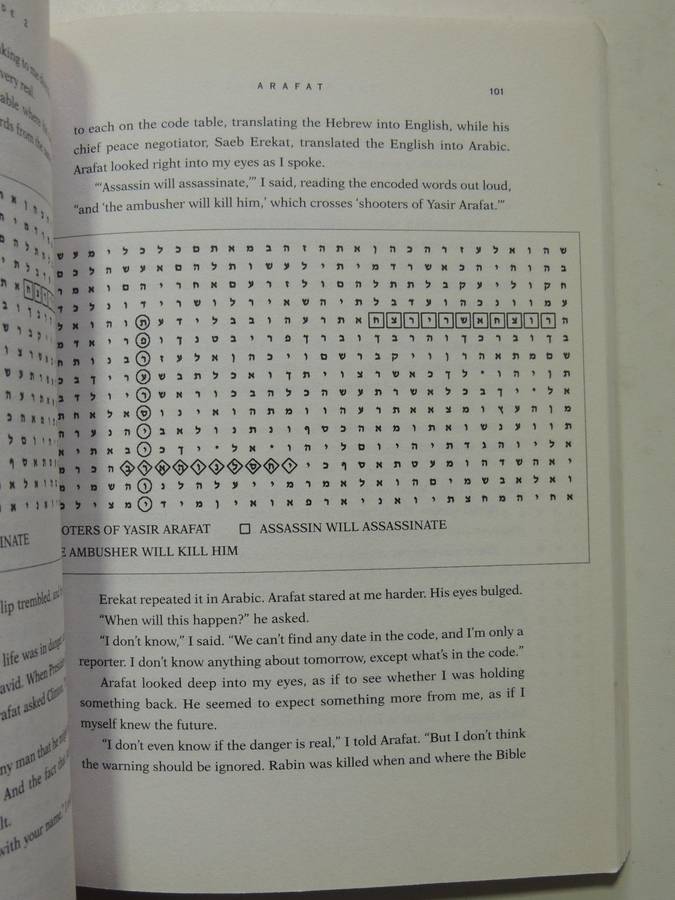 ARAFAT
101
to each on the code table, translating the Hebrew into English, while his
chief peace negotiator, Saeb Erekat, translated the English into Arabic.
Arafat looked right into my eyes as I spoke.
“‘Assassin will assassinate,’” I said, reading the encoded words out loud,
“and ‘the ambusher will kill him,’ which crosses ‘shooters of Yasir Arafat.’”
ש ה ו א ל ע ז ר ה כ ה ן א ת ה ז ה ב מ א ת ם כ ל כ ל י מ ע ש
ב ה ו ה י ה כ א ש ר ד מ י ת י ל ע ש ו ת ל ה ם א ע ש ה ל כ ם
ח ק ו ל י ע ק ב ל ת ת ל ה ם ו ל ז ר ע ם א ח ר י ה ם ו א מ ר
ע מ ו ו נ כ ה ו ע ד ב ל ת י ה ש א י ר ל ו ש ר י ד ו נ ל כ ד
ה ר ו צ ח א ש ר י ר צ ח א ת ר ע ה ו ב ב ל י ד ע ת ו ה ו א ל
ב ך ו ב ר כ ך ו ה ר ב ך ו ב ר ך פ ר י ב ט נ ך ו פ ר י א ד מ
ש ם מ ת א ה ר ן ו י ק ב ר ש ם ו י כ ה ן א ל ע ז ר ב נ ו ת ח
ת ן י ה ו * ל ך כ א ש ר צ ו י ת ך ו א כ ל ת ב ש ע ר י ך ב כ
א ל * י ך ב כ ל א ש ר ת ע ש ה כ ל ה ב כ ו ר א ש ר י ו ל ד ב
מ ן ה ע ץ ו מ צ א א ת ר ע ה ו ו מ ת ה ו א י נ ו ס א ל א ח ת
ת ו ו ע נ ש ו א ת ו מ א ה כ ס ף ו נ ת נ ו ל א ב י ה נ ע ר ה
א ל י ו ה ג ד ת י ה י ו ם ל י ה ו * א ל * י ך כ י ב א ת י א
י א ה ש ד ה ו מ ע ט ת א ס ף כ י י ח ס ל נ ו ה א ר ב ה כ ר מ
ו א ל א ב ש מ י ם ה ו א ל א מ ר מ י י ע ל ה ל נ ו ה ש מ י מ
א ח י ה מ ח צ ת י ו א נ י א ר פ א ו א י ן מ י ד י מ צ י ל כ
OTERS OF YASIR ARAFAT □ ASSASSIN WILL ASSASSINATE
E AMBUSHER WILL KILL HIM
Erekat repeated it in Arabic. Arafat stared at me harder. His eyes bulged.
“When will this happen?” he asked.
“I don’t know,” I said. “We can’t find any date in the code, and I’m only a
reporter. I don’t know anything about tomorrow, except what’s in the code.”
Arafat looked deep into my eyes, as if to see whether I was holding
something back. He seemed to expect something more from me, as if I
myself knew the future.
“I don’t even know if the danger is real,” I told Arafat. “But I don’t think
the warning should be ignored. Rabin was killed when and where the Bible